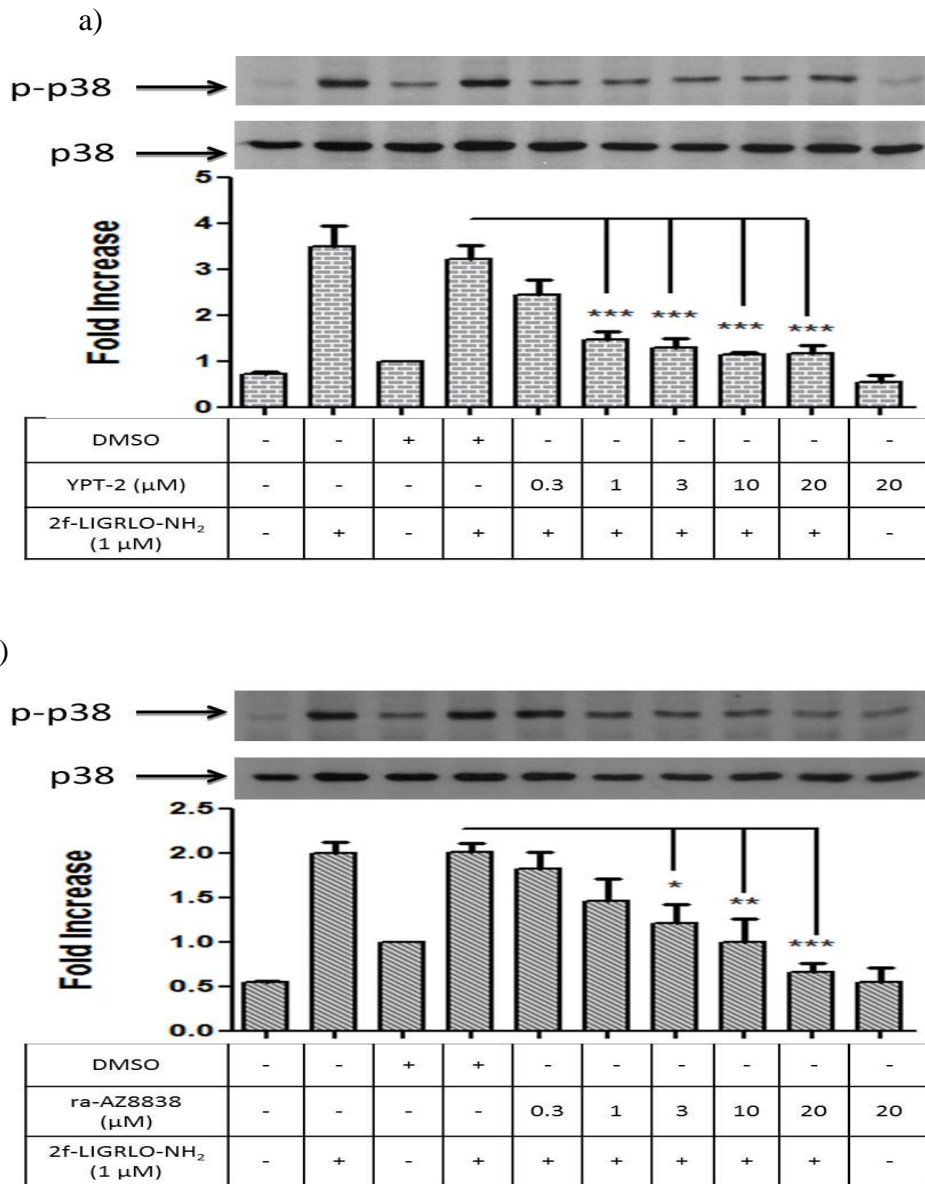 a)
p-p38
p38
5
4
3
2
1
0
Fold Increase
*** *** *** ***
DMSO - - + + - - - - - -
YPT-2 (μM) - - - - 0.3 1 3 10 20 20
2f-LIGRLO-NH₂
(1 μM) - + - + + + + + + -
)
p-p38
p38
2.5
2.0
1.5
1.0
0.5
0.0
Fold Increase
* ** ***
DMSO - - + + - - - - - -
ra-AZ8838
(μM) - - - - 0.3 1 3 10 20 20
2f-LIGRLO-NH₂
(1 μM) - + - + + + + + + -